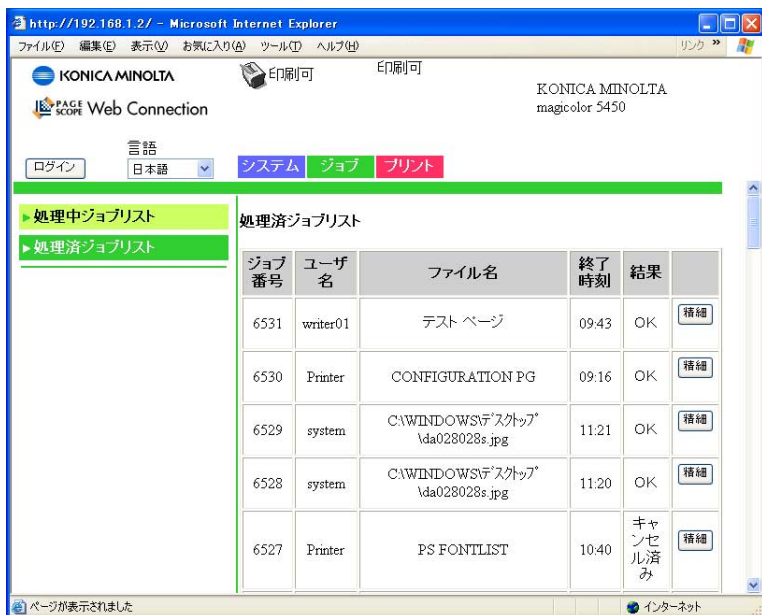 http://192.168.1.2/ - Microsoft Internet Explorer
ファイル(F) 編集(E) 表示(V) お気に入り(A) ツール(T) ヘルプ(H) リンク »
KONICA MINOLTA
印刷可
印刷可
KONICA MINOLTA
magicolor 5450
PAGE SCOPE Web Connection
言語
ログイン
日本語
システム ジョブ プリント
処理中ジョブリスト
処理済ジョブリスト
処理済ジョブリスト
ジョブ番号 ユーザ名 ファイル名 終了時刻 結果
6531 writer01 テスト ページ 09:43 OK 精細
6530 Printer CONFIGURATION PG 09:16 OK 精細
6529 system C:\WINDOWS\デスクトップ\da028028s.jpg 11:21 OK 精細
6528 system C:\WINDOWS\デスクトップ\da028028s.jpg 11:20 OK 精細
6527 Printer PS FONTLIST 10:40 キャンセル済み 精細
ページが表示されました
インターネット